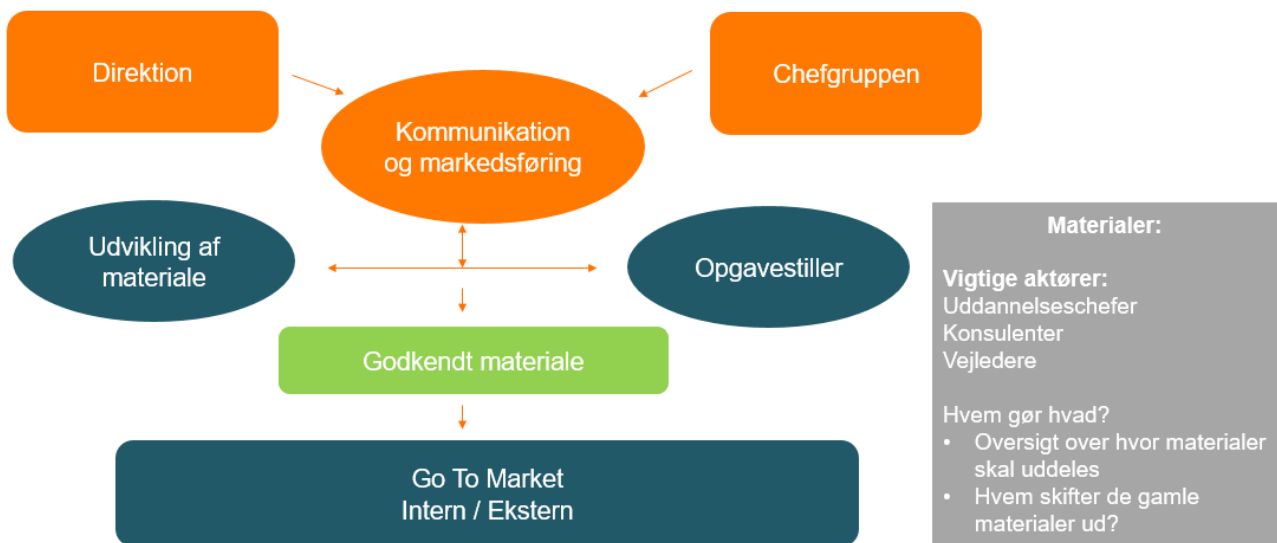 Direktion
Chefgruppen
Kommunikation
og markedsføring
Udvikling af
materiale
Opgavestiller
Godkendt materiale
Go To Market
Intern / Ekstern
Materialer:
Vigtige aktører:
Uddannelseschefer
Konsulenter
Vejledere
Hvem gør hvad?
• Oversigt over hvor materialer
skal uddeles
• Hvem skifter de gamle
materialer ud?